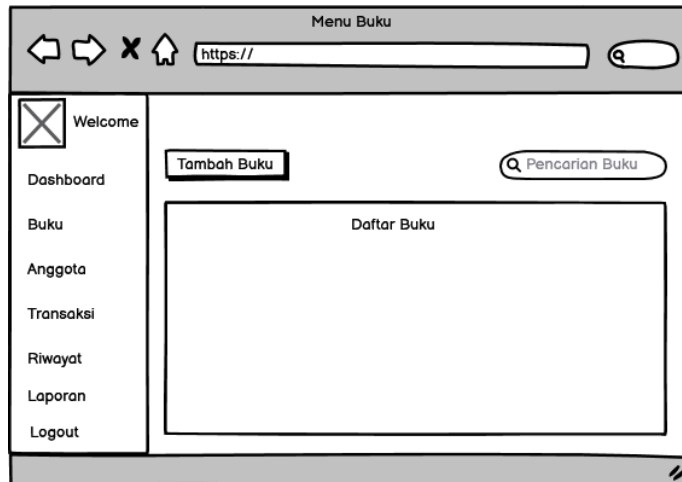 Menu Buku
https://
Welcome
Dashboard
Buku
Anggota
Transaksi
Riwayat
Laporan
Logout
Tambah Buku
Pencarian Buku
Daftar Buku